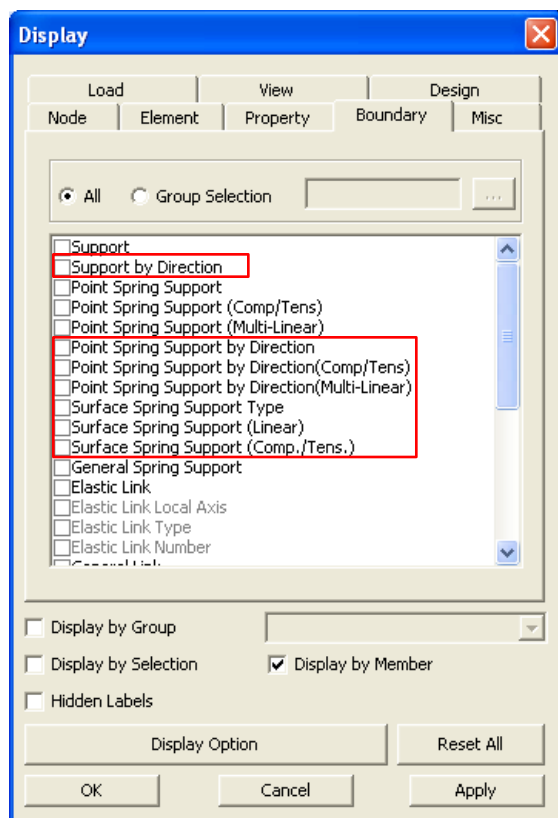 Display
Load View Design
Node Element Property Boundary Misc
All Group Selection ...
Support
Support by Direction
Point Spring Support
Point Spring Support (Comp/Tens)
Point Spring Support (Multi-Linear)
Point Spring Support by Direction
Point Spring Support by Direction(Comp/Tens)
Point Spring Support by Direction(Multi-Linear)
Surface Spring Support Type
Surface Spring Support (Linear)
Surface Spring Support (Comp./Tens.)
General Spring Support
Elastic Link
Elastic Link Local Axis
Elastic Link Type
Elastic Link Number
General Link
Display by Group
Display by Selection Display by Member
Hidden Labels
Display Option Reset All
OK Cancel Apply